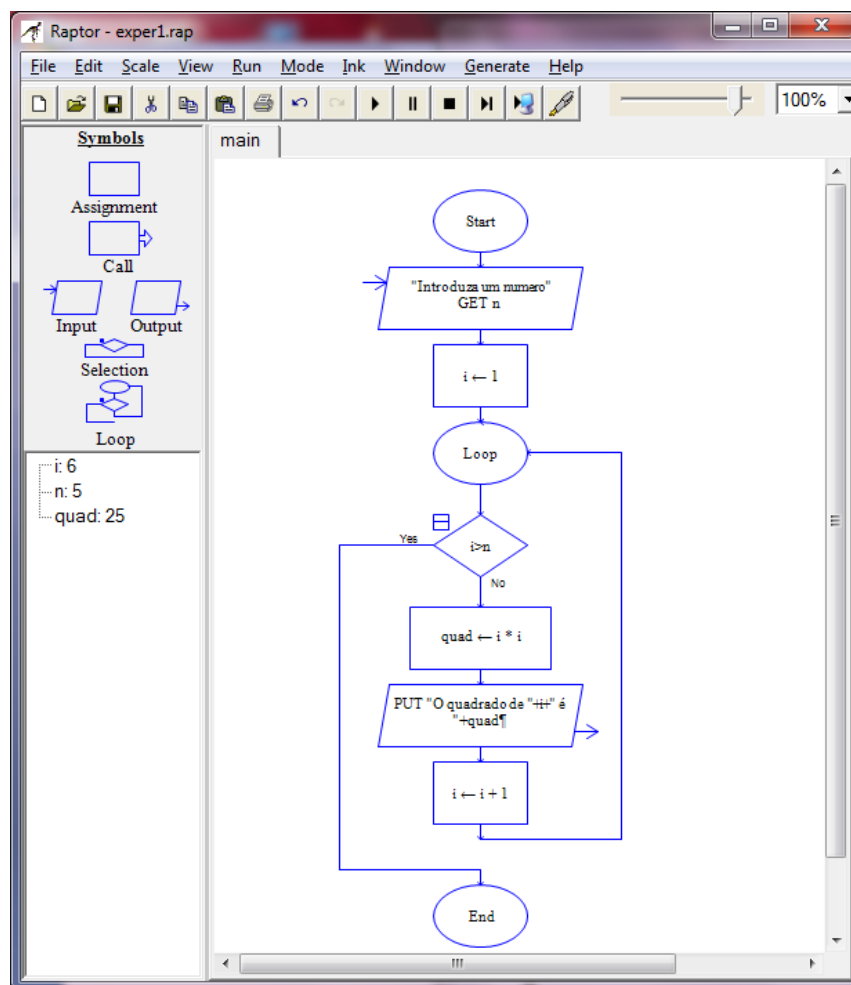 Raptor - exper1.rap
File Edit Scale View Run Mode Ink Window Generate Help
100%
Symbols
Assignment
Call
Input Output
Selection
Loop
i: 6
n: 5
quad: 25
main
Start
"Introduza um numero"
GET n
i ← 1
Loop
i>n
Yes
No
quad ← i * i
PUT "O quadrado de "+i+" é
"+quad¶
i ← i + 1
End